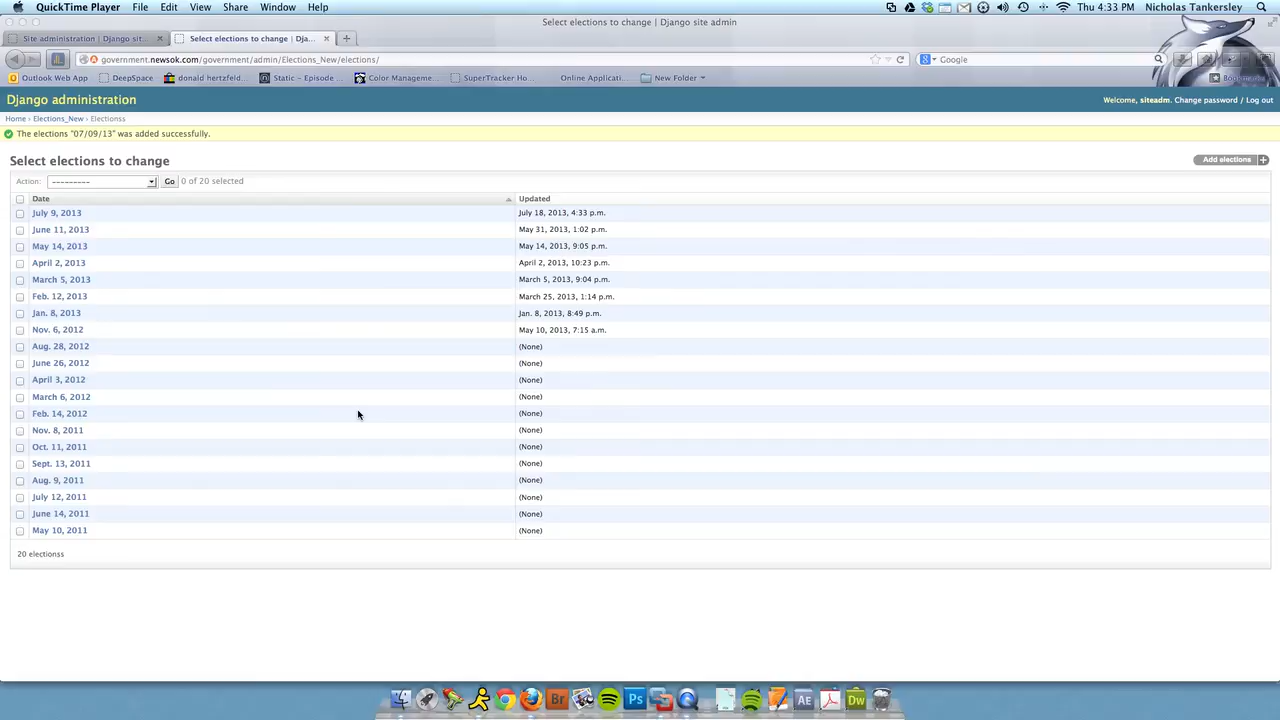 QuickTime Player File Edit View Share Window Help Thu 4:33 PM Nicholas Tankersley
Select elections to change | Django site admin
Site administration | Django sit... Select elections to change | Dja...
government.newsok.com/government/admin/Elections_New/elections/ Google
Outlook Web App DeepSpace donald hertzfeld... Static - Episode ... Color Manageme... SuperTracker Ho... Online Applicati... New Folder Bookmarks
Django administration Welcome, siteadm. Change password / Log out
Home › Elections_New › Electionss
The elections "07/09/13" was added successfully.
Select elections to change Add elections
Action: --------- Go 0 of 20 selected
Date Updated
July 9, 2013 July 18, 2013, 4:33 p.m.
June 11, 2013 May 31, 2013, 1:02 p.m.
May 14, 2013 May 14, 2013, 9:05 p.m.
April 2, 2013 April 2, 2013, 10:23 p.m.
March 5, 2013 March 5, 2013, 9:04 p.m.
Feb. 12, 2013 March 25, 2013, 1:14 p.m.
Jan. 8, 2013 Jan. 8, 2013, 8:49 p.m.
Nov. 6, 2012 May 10, 2013, 7:15 a.m.
Aug. 28, 2012 (None)
June 26, 2012 (None)
April 3, 2012 (None)
March 6, 2012 (None)
Feb. 14, 2012 (None)
Nov. 8, 2011 (None)
Oct. 11, 2011 (None)
Sept. 13, 2011 (None)
Aug. 9, 2011 (None)
July 12, 2011 (None)
June 14, 2011 (None)
May 10, 2011 (None)
20 electionss
Br Ps Ae Dw